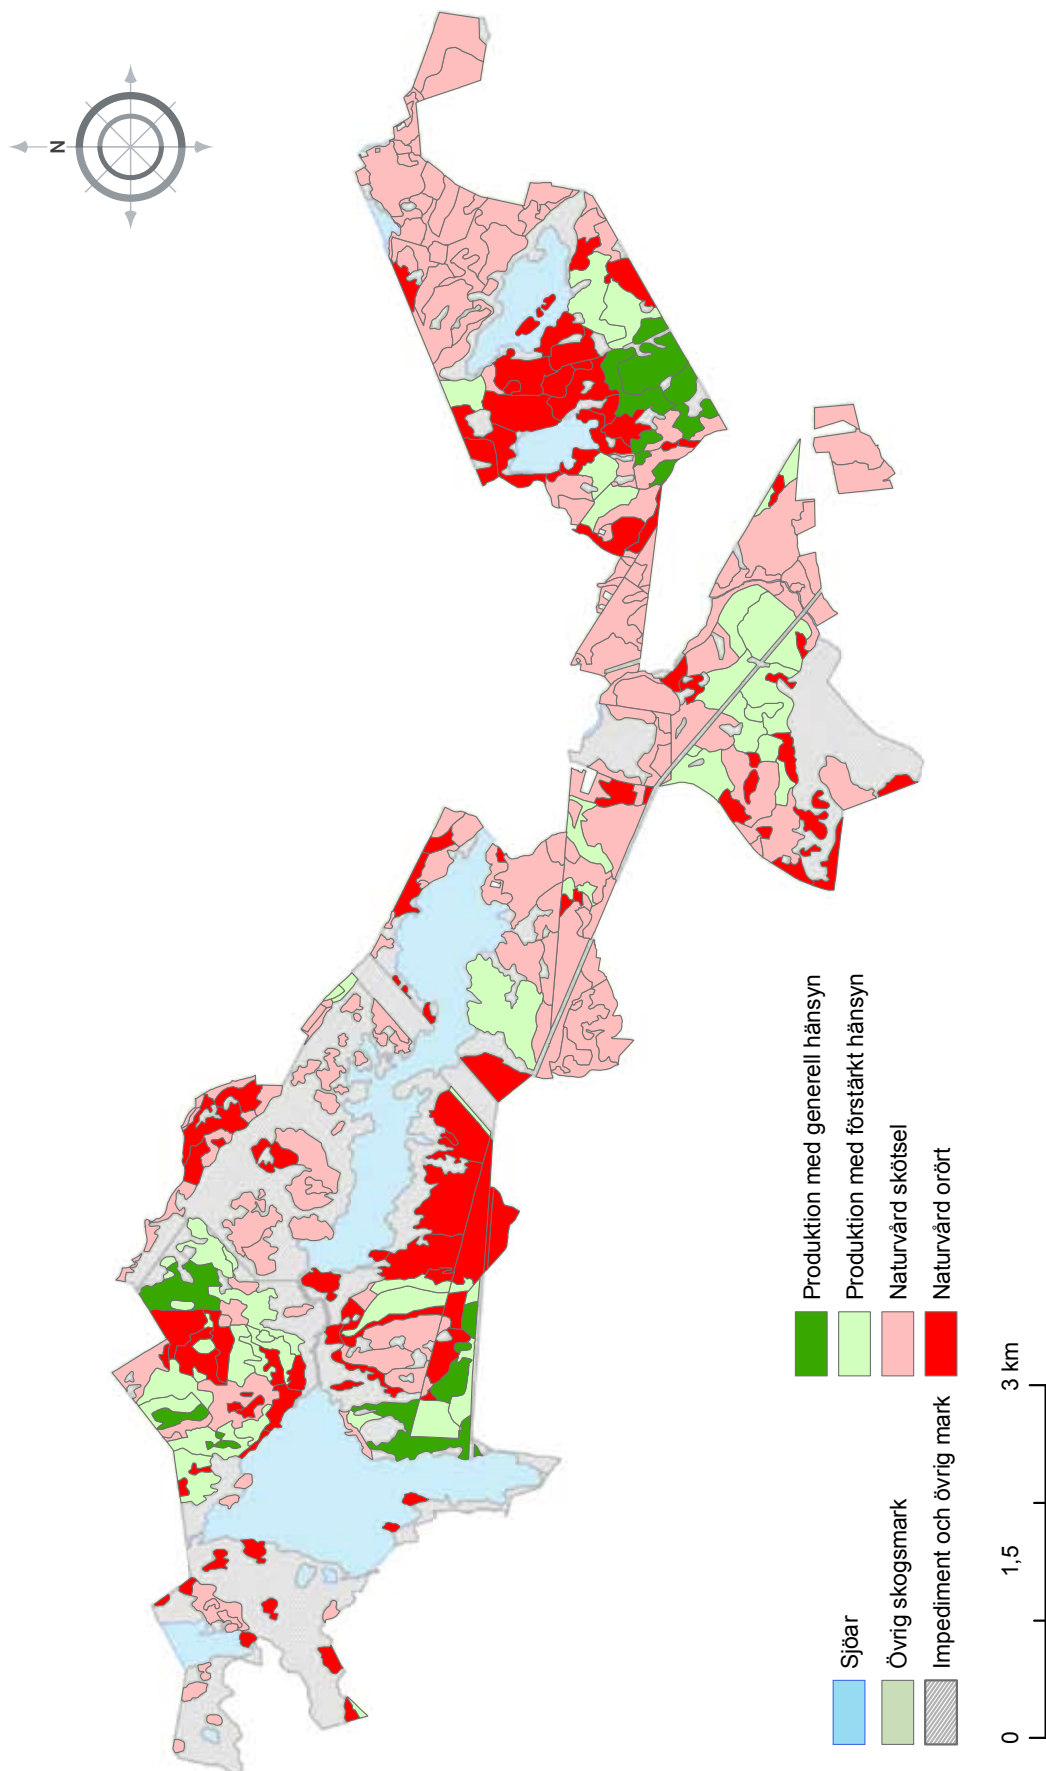 N
Sjöar
Övrig skogsmark
Impediment och övrig mark
Produktion med generell hänsyn
Produktion med förstärkt hänsyn
Naturvård skötsel
Naturvård orört
0 1,5 3 km